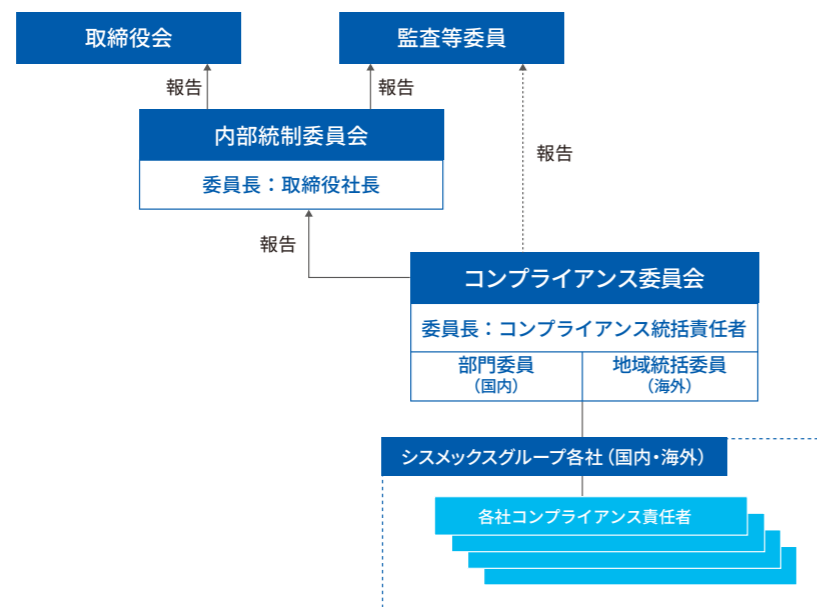 取締役会
監査等委員
報告
報告
内部統制委員会
委員長：取締役社長
報告
報告
コンプライアンス委員会
委員長：コンプライアンス統括責任者
部門委員
（国内）
地域統括委員
（海外）
シスメックスグループ各社（国内・海外）
各社コンプライアンス責任者